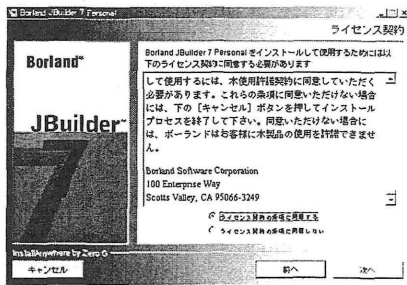 Borland JBuilder 7 Personal
ライセンス契約
Borland JBuilder 7 Personal をインストールして使用するためには以
下のライセンス契約に同意する必要があります
Borland™
JBuilder™
7
して使用するには、本使用許諾契約に同意していただく
必要があります。これらの条項に同意いただけない場合
には、下の［キャンセル］ボタンを押してインストール
プロセスを終了して下さい。同意いただけない場合に
は、ボーランドはお客様に本製品の使用を許諾できませ
ん。
Borland Software Corporation
100 Enterprise Way
Scotts Valley, CA 95066-3249
ライセンス契約の条項に同意する
ライセンス契約の条項に同意しない
InstallAnywhere by Zero G
キャンセル
前へ
次へ